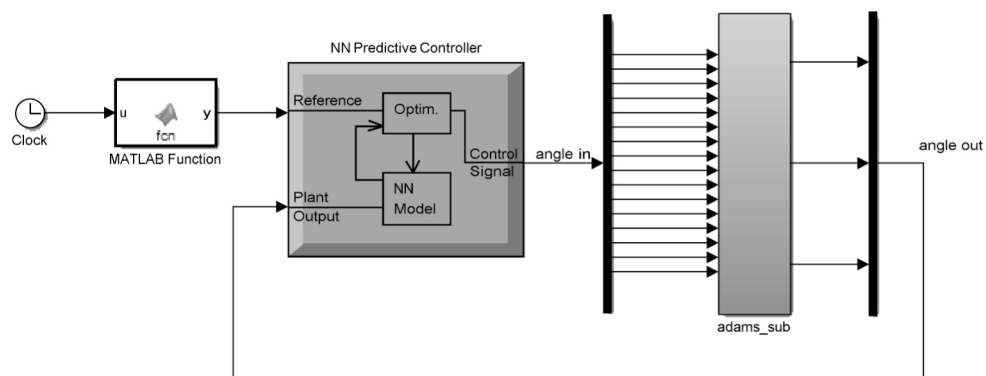 NN Predictive Controller
Clock
u
y
fcn
MATLAB Function
Reference
Optim.
Control
Signal
NN
Model
Plant
Output
angle in
adams_sub
angle out